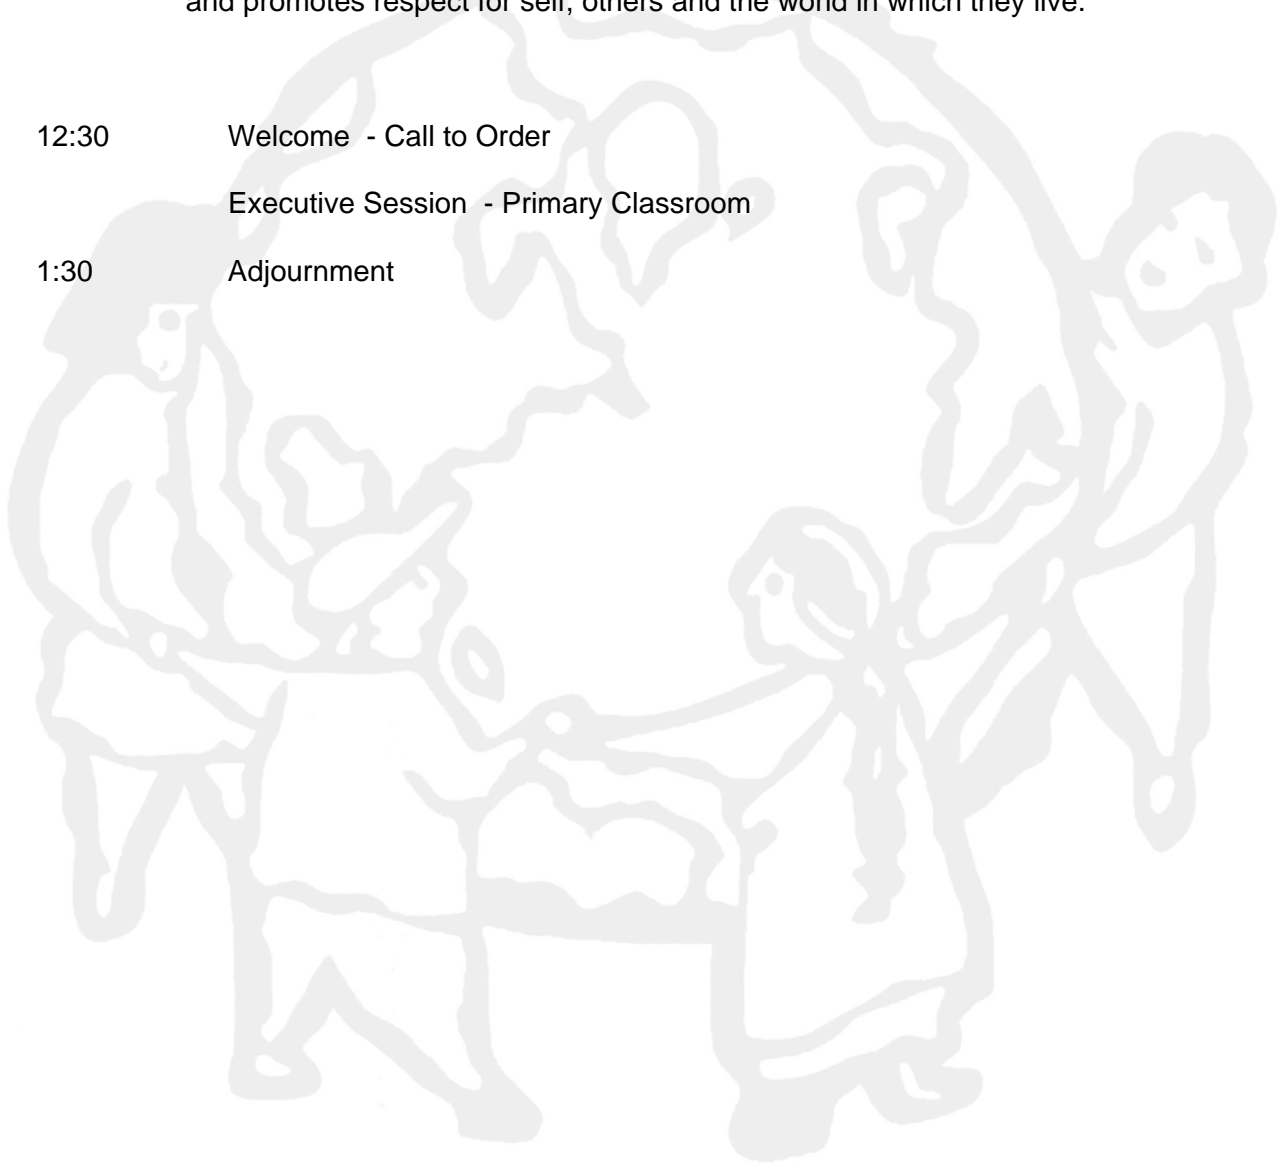 and promotes respect for self, others and the world in which they live.
12:30 Welcome - Call to Order
Executive Session - Primary Classroom
1:30 Adjournment